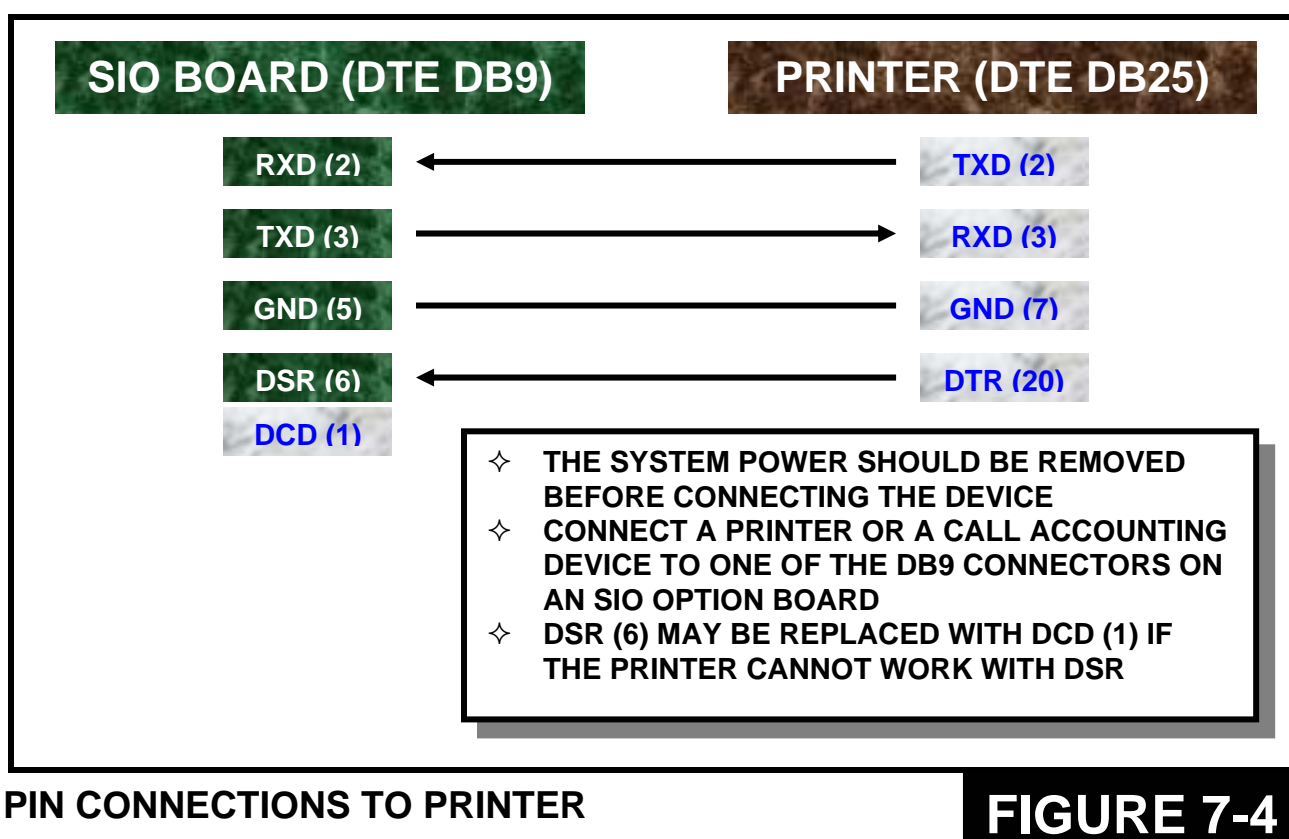 SIO BOARD (DTE DB9) PRINTER (DTE DB25)
RXD (2) TXD (2)
TXD (3) RXD (3)
GND (5) GND (7)
DSR (6) DTR (20)
DCD (1)
✧ THE SYSTEM POWER SHOULD BE REMOVED
BEFORE CONNECTING THE DEVICE
✧ CONNECT A PRINTER OR A CALL ACCOUNTING
DEVICE TO ONE OF THE DB9 CONNECTORS ON
AN SIO OPTION BOARD
✧ DSR (6) MAY BE REPLACED WITH DCD (1) IF
THE PRINTER CANNOT WORK WITH DSR
PIN CONNECTIONS TO PRINTER FIGURE 7-4